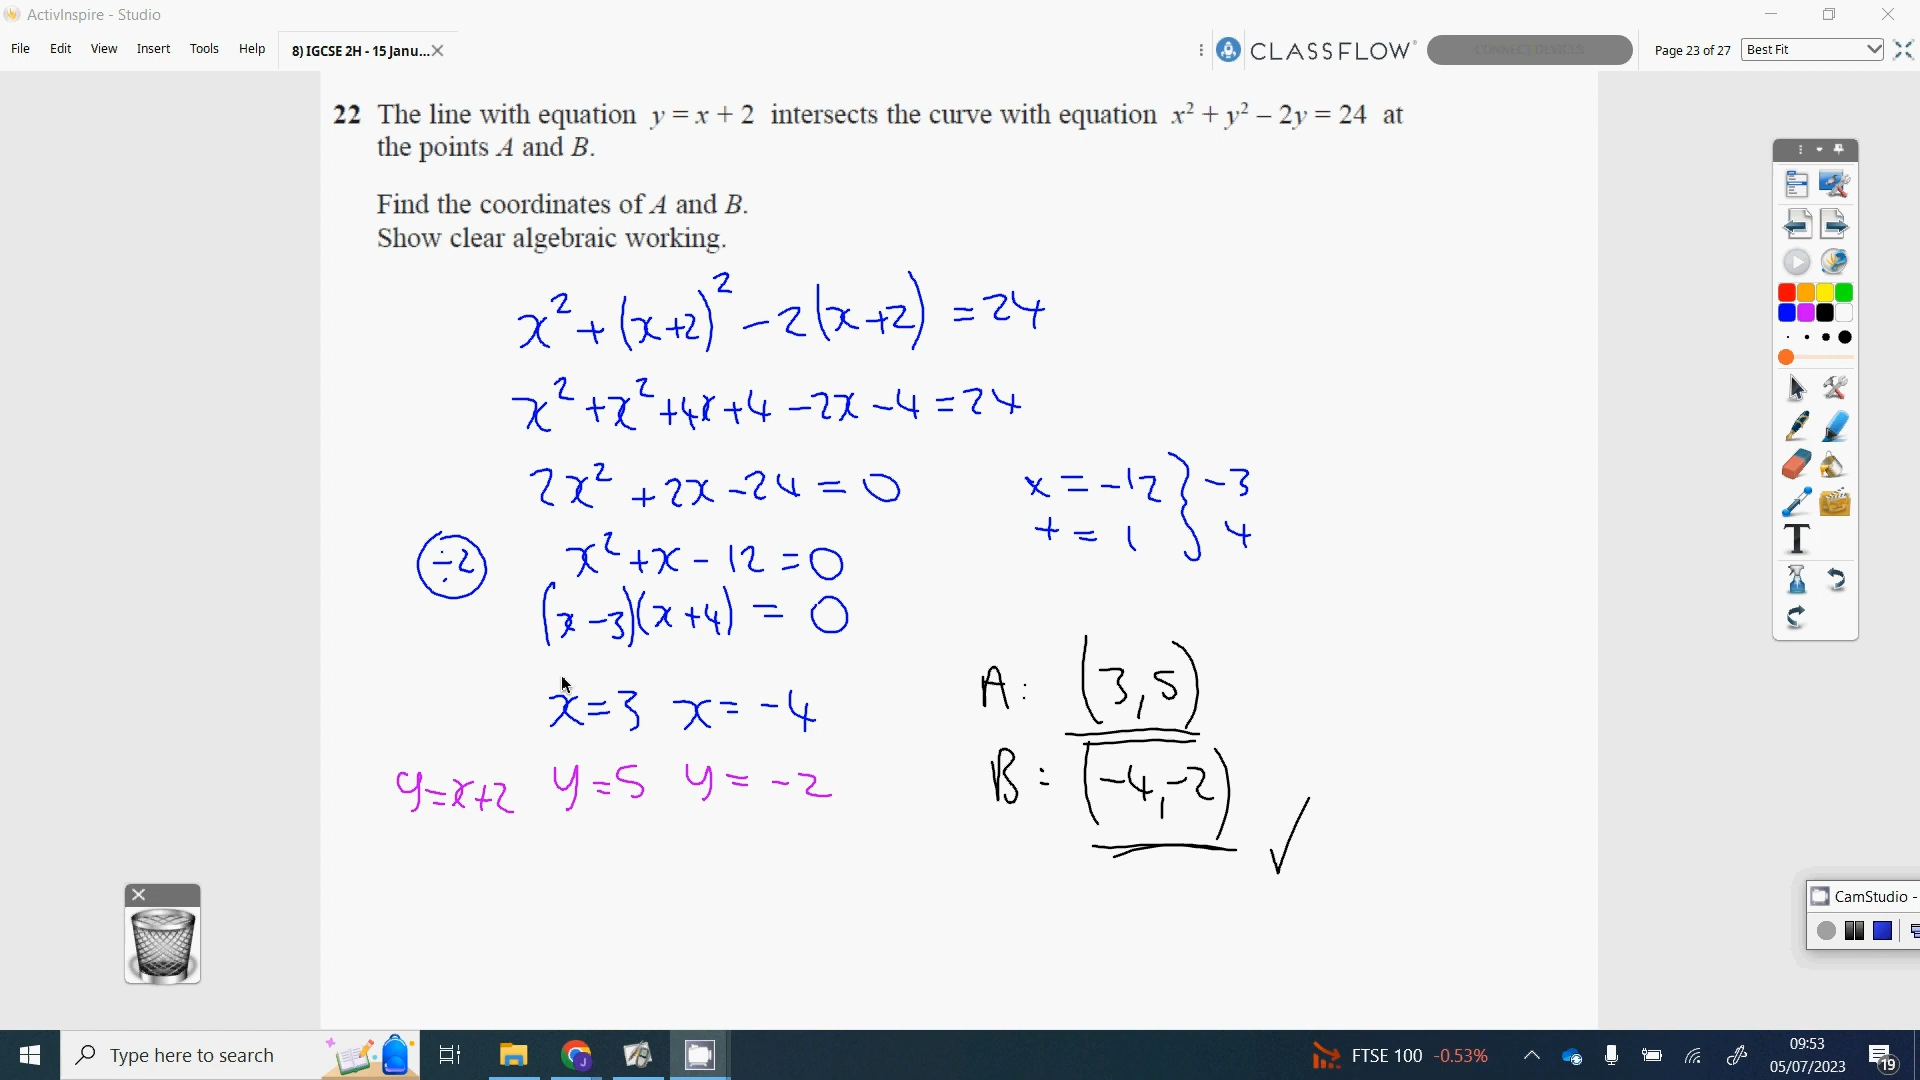 ActivInspire - Studio
File Edit View Insert Tools Help
8) IGCSE 2H - 15 Janu...
CLASSFLOW
CONNECT DEVICES
Page 23 of 27
Best Fit
22 The line with equation y = x + 2 intersects the curve with equation x² + y² – 2y = 24 at
the points A and B.
Find the coordinates of A and B.
Show clear algebraic working.
x² + (x+2)² - 2(x+2) = 24
x² + x² + 4x + 4 - 2x - 4 = 24
2x² + 2x - 24 = 0
x = -12 } -3
+ = 1 } 4
÷2 x² + x - 12 = 0
(x - 3)(x + 4) = 0
x = 3 x = -4
y = x+2 y = 5 y = -2
A: (3, 5)
B: (-4, -2) ✓
T
CamStudio -
Type here to search
FTSE 100 -0.53%
09:53
05/07/2023
19